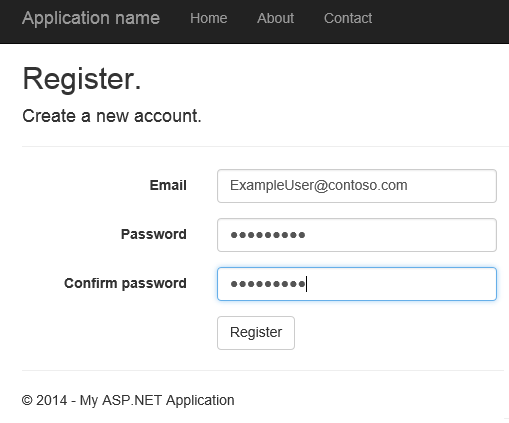 Application name Home About Contact
Register.
Create a new account.
Email ExampleUser@contoso.com
Password ●●●●●●●●●
Confirm password ●●●●●●●●●
Register
© 2014 - My ASP.NET Application